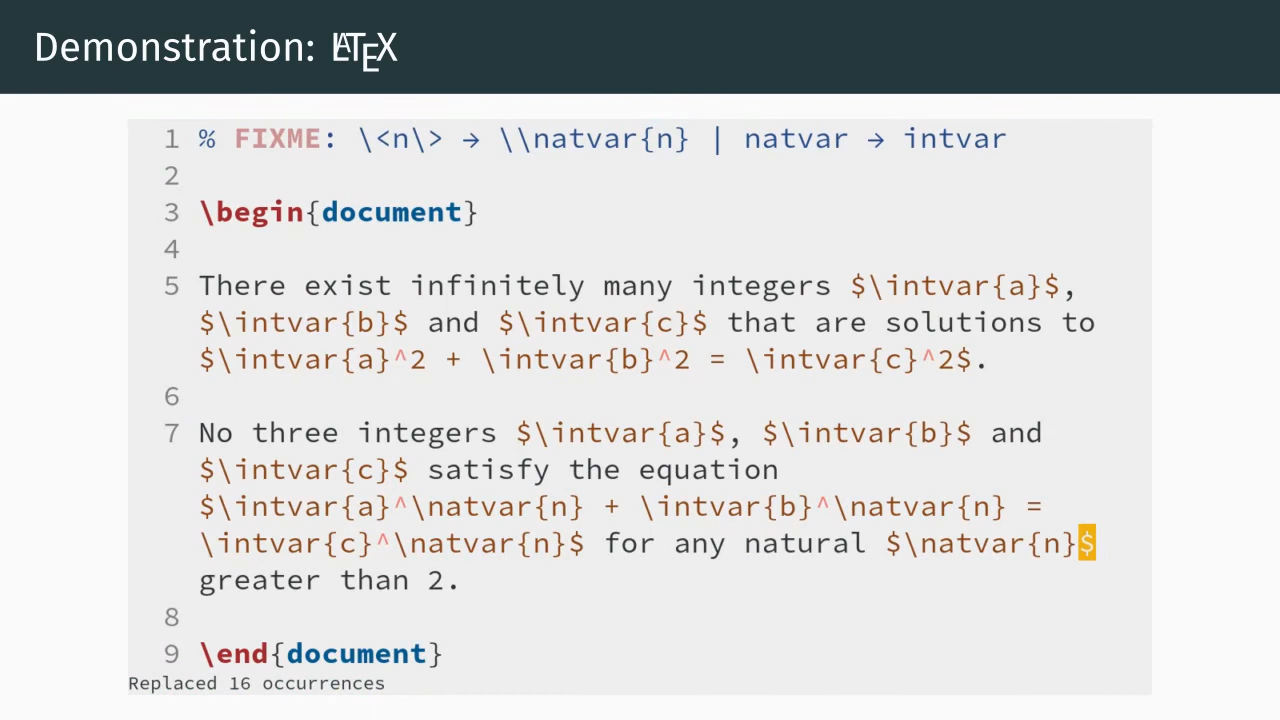 Demonstration: LATEX
1 % FIXME: \<n\> → \\natvar{n} | natvar → intvar
2
3 \begin{document}
4
5 There exist infinitely many integers $\intvar{a}$,
$\intvar{b}$ and $\intvar{c}$ that are solutions to
$\intvar{a}^2 + \intvar{b}^2 = \intvar{c}^2$.
6
7 No three integers $\intvar{a}$, $\intvar{b}$ and
$\intvar{c}$ satisfy the equation
$\intvar{a}^\natvar{n} + \intvar{b}^\natvar{n} =
\intvar{c}^\natvar{n}$ for any natural $\natvar{n}$
greater than 2.
8
9 \end{document}
Replaced 16 occurrences